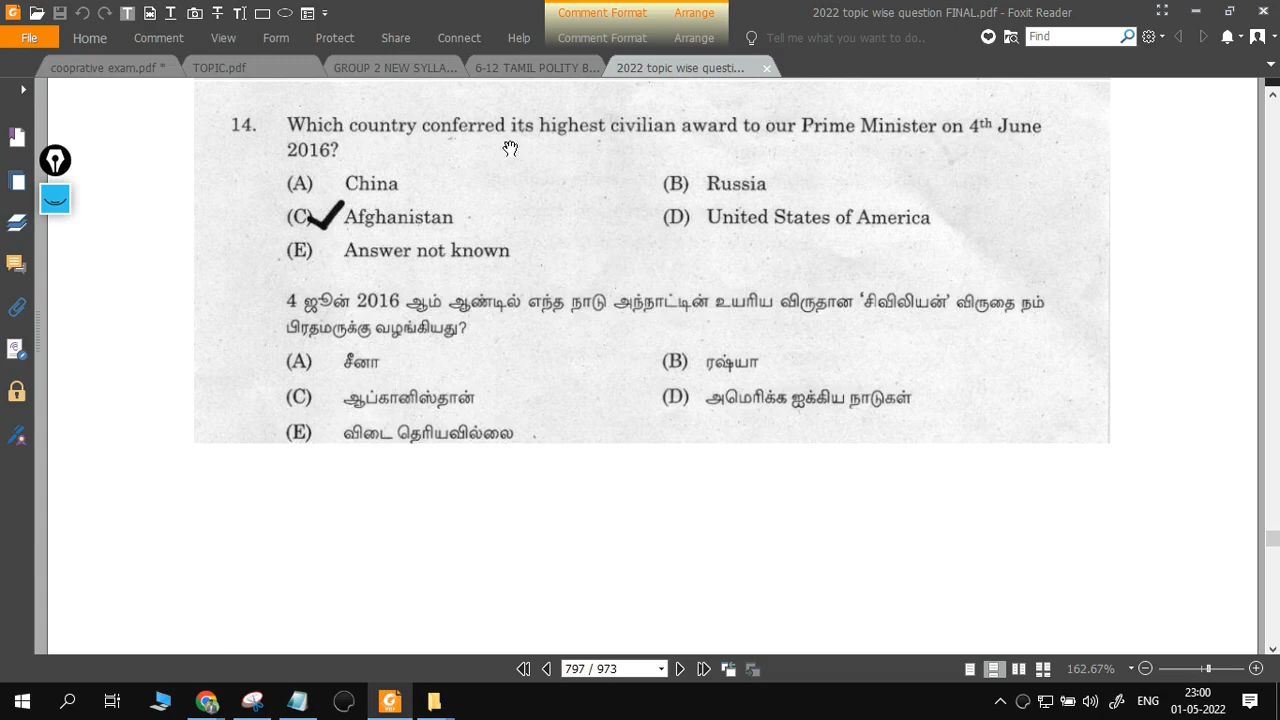 Comment Format Arrange
2022 topic wise question FINAL.pdf - Foxit Reader
File Home Comment View Form Protect Share Connect Help Comment Format Arrange Tell me what you want to do.. Find
cooprative exam.pdf * TOPIC.pdf GROUP 2 NEW SYLLA... 6-12 TAMIL POLITY B... 2022 topic wise questi...
14. Which country conferred its highest civilian award to our Prime Minister on 4th June
2016?
(A) China (B) Russia
(C) Afghanistan (D) United States of America
(E) Answer not known
4 ஜூன் 2016 ஆம் ஆண்டில் எந்த நாடு அந்நாட்டின் உயரிய விருதான ‘சிவிலியன்’ விருதை நம்
பிரதமருக்கு வழங்கியது?
(A) சீனா (B) ரஷ்யா
(C) ஆப்கானிஸ்தான் (D) அமெரிக்க ஐக்கிய நாடுகள்
(E) விடை தெரியவில்லை
797 / 973 162.67%
ENG 23:00
01-05-2022